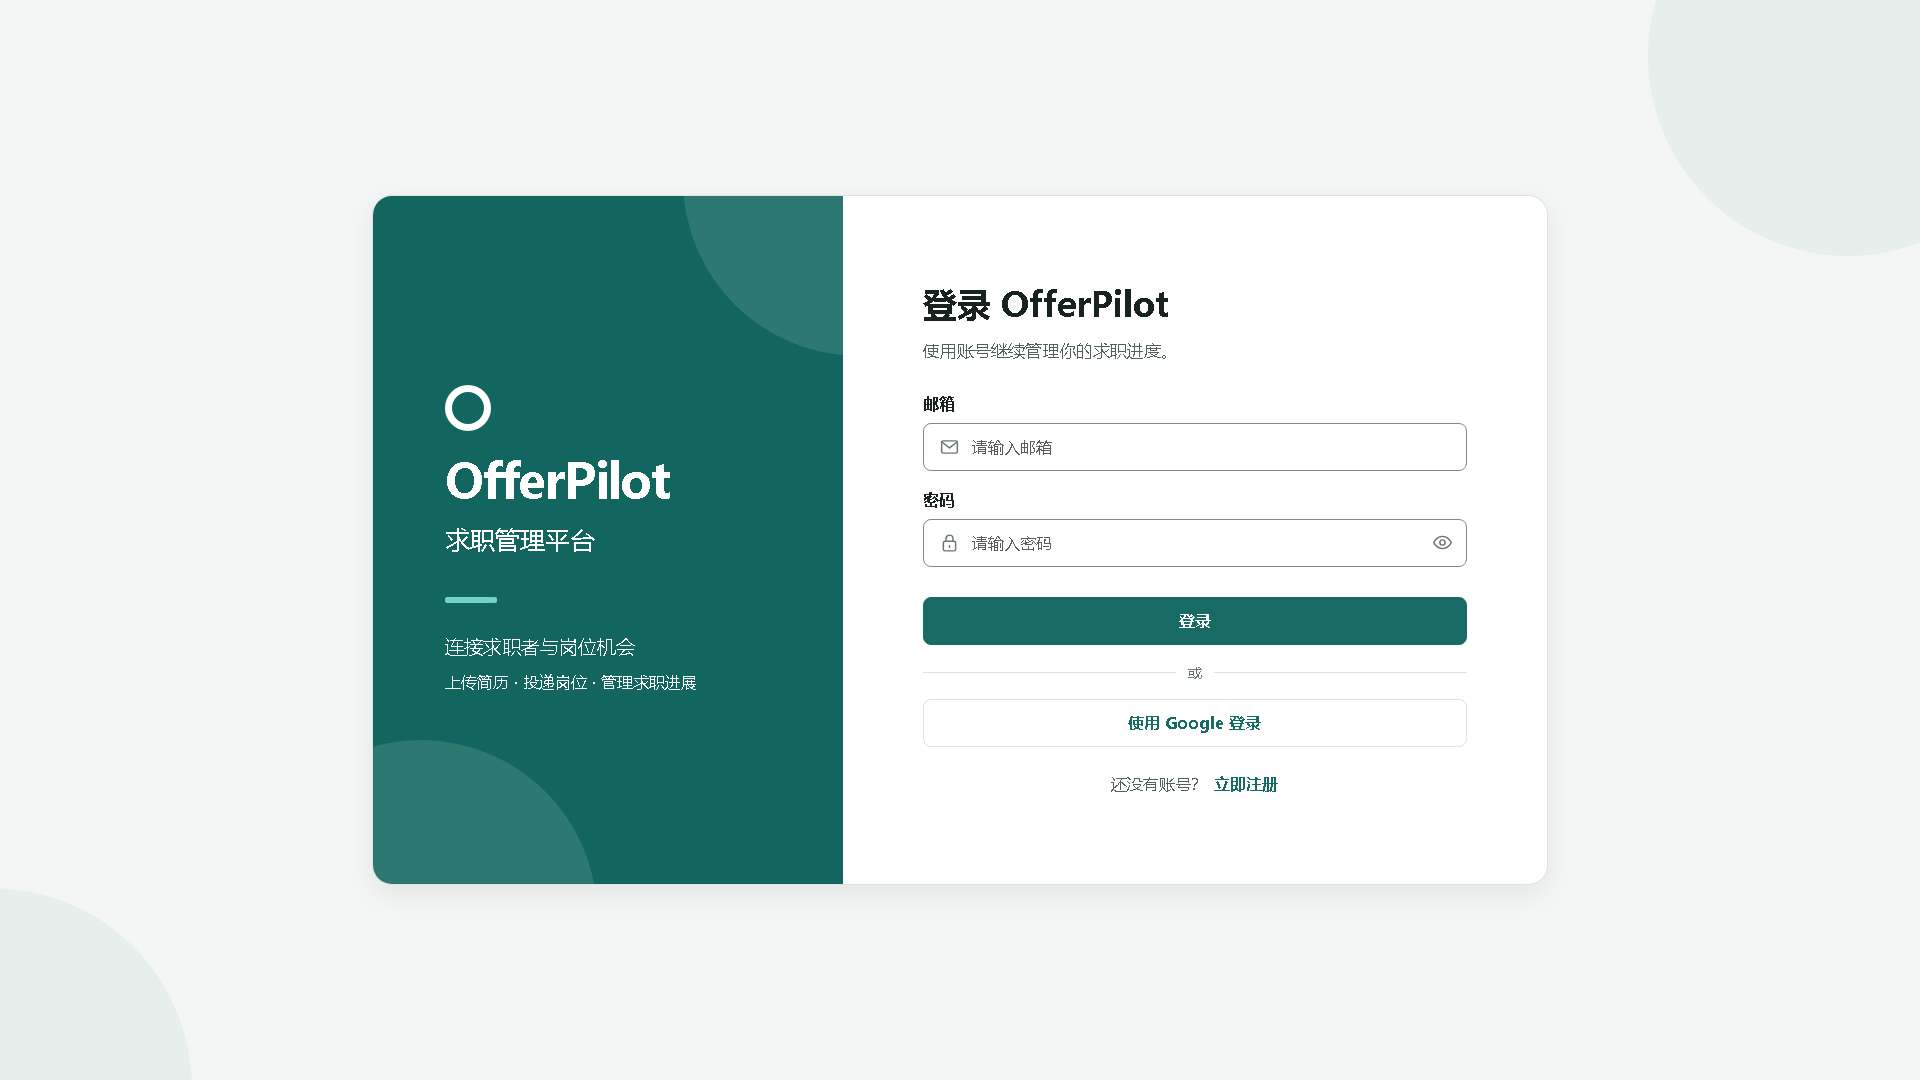 OfferPilot
求职管理平台
连接求职者与岗位机会
上传简历 · 投递岗位 · 管理求职进展
登录 OfferPilot
使用账号继续管理你的求职进度。
邮箱
请输入邮箱
密码
请输入密码
登录
或
使用 Google 登录
还没有账号? 立即注册